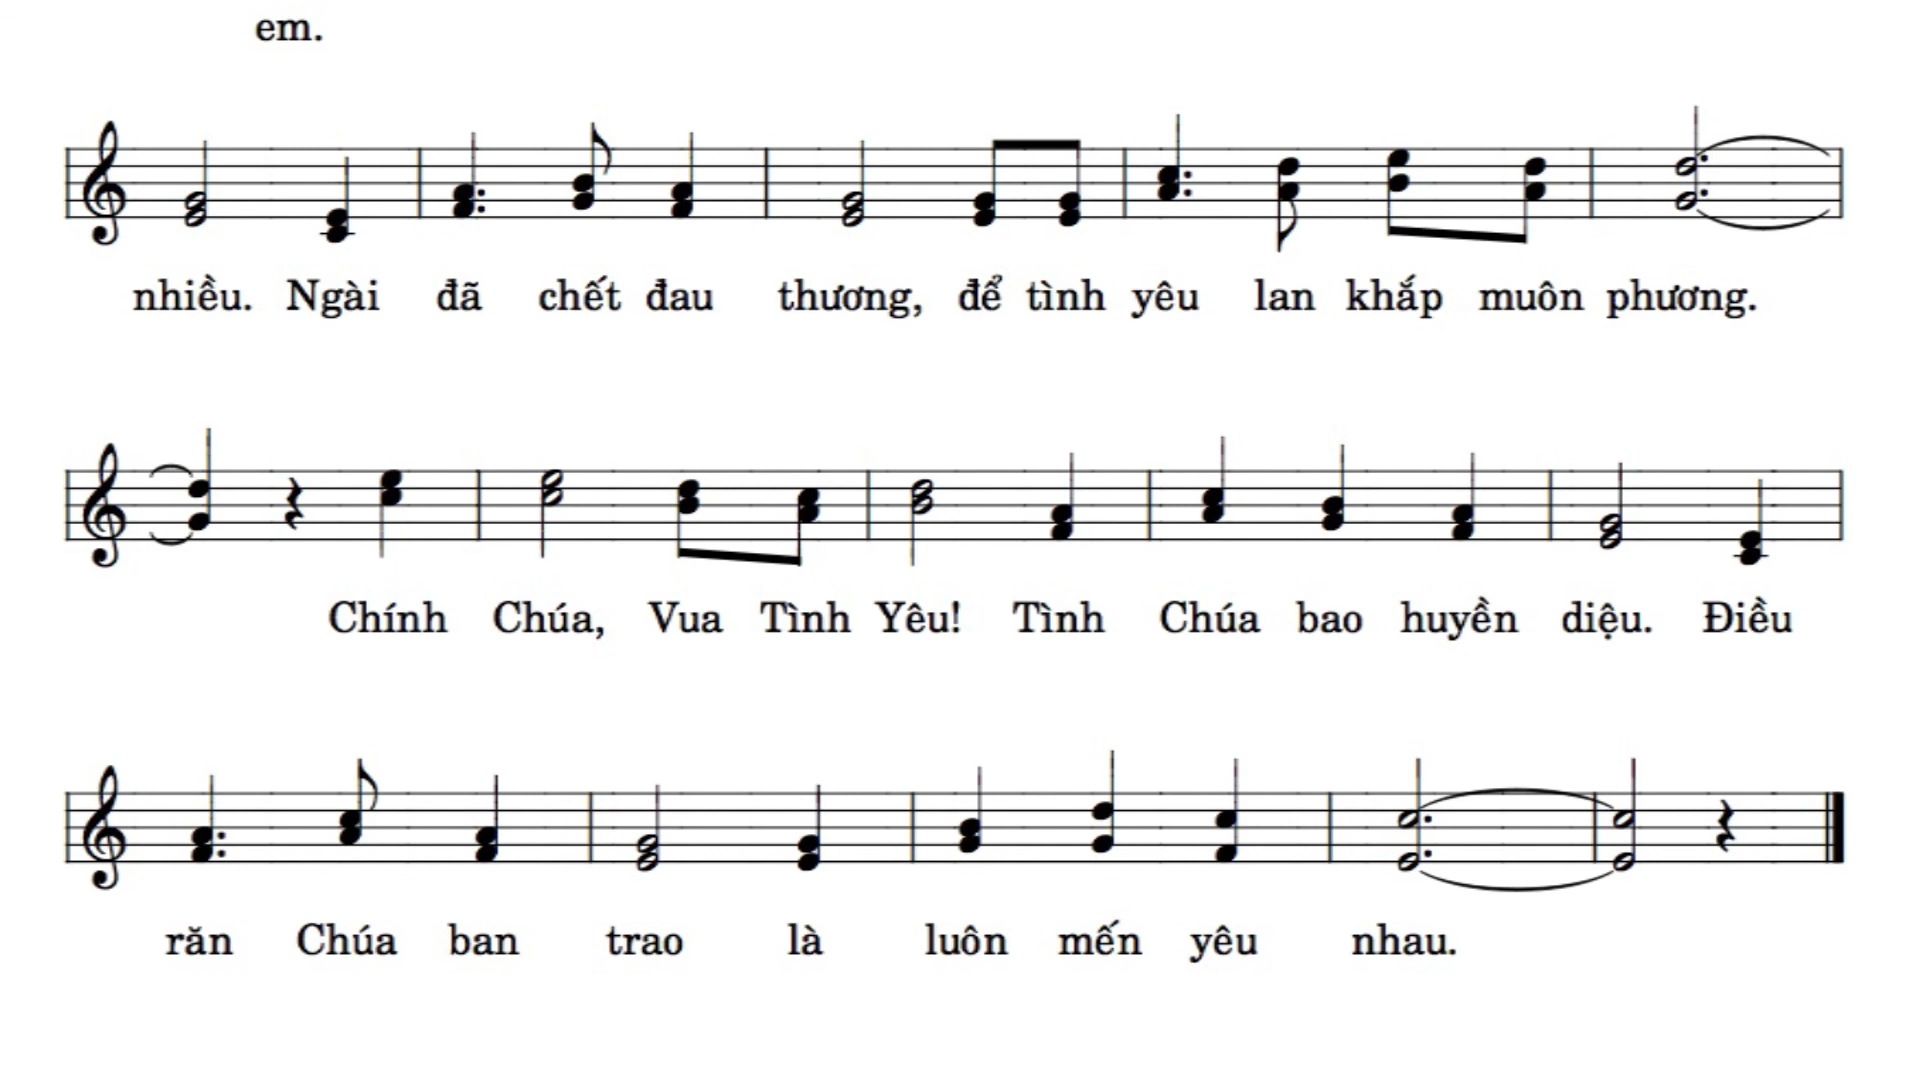 em.
nhiều. Ngài đã chết đau thương, để tình yêu lan khắp muôn phương.
Chính Chúa, Vua Tình Yêu! Tình Chúa bao huyền diệu. Điều
răn Chúa ban trao là luôn mến yêu nhau.